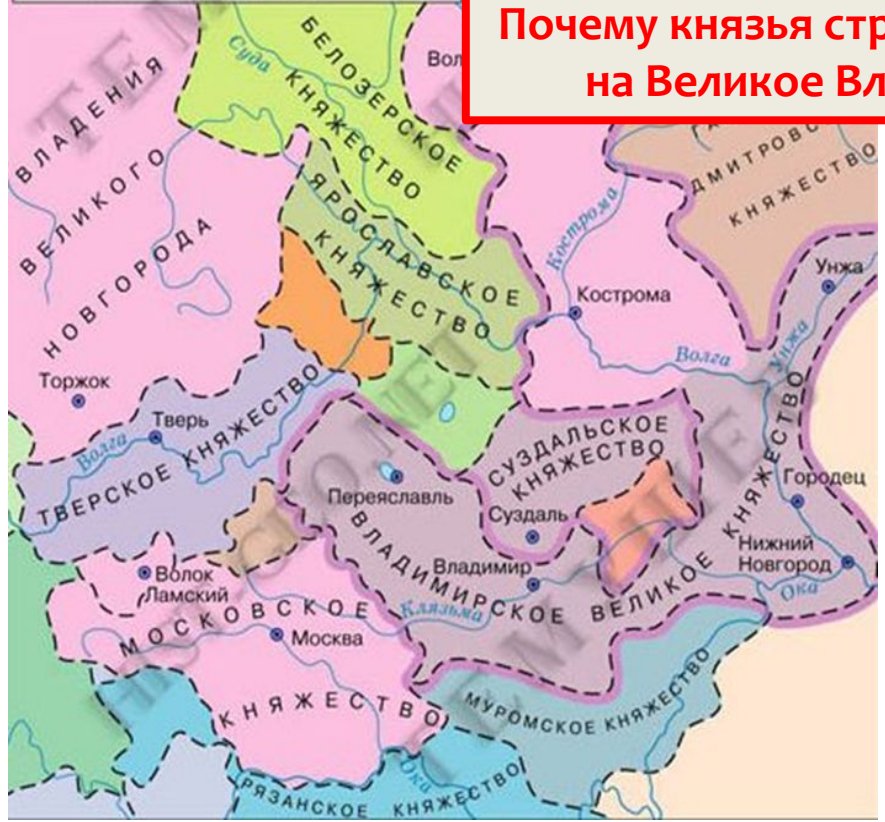 Почему князья стр
на Великое Вл
ВЛАДЕНИЯ
ВЕЛИКОГО
НОВГОРОДА
Суда
БЕЛОЗЕРСКОЕ
КНЯЖЕСТВО
Вол
ДМИТРОВС
КНЯЖЕСТВО
ЯРОСЛАВСКОЕ
КНЯЖЕСТВО
Кострома
Кострома
Унжа
Унжа
Волга
Торжок
Тверь
Волга
ТВЕРСКОЕ КНЯЖЕСТВО
СУЗДАЛЬСКОЕ
КНЯЖЕСТВО
Переяславль
Суздаль
Городец
Владимир
Нижний
Новгород
ВЛАДИМИРСКОЕ ВЕЛИКОЕ КНЯЖЕСТВО
Клязьма
Ока
Волок
Ламский
МОСКОВСКОЕ
КНЯЖЕСТВО
Москва
МУРОМСКОЕ КНЯЖЕСТВО
Ока
РЯЗАНСКОЕ КНЯЖЕСТВО